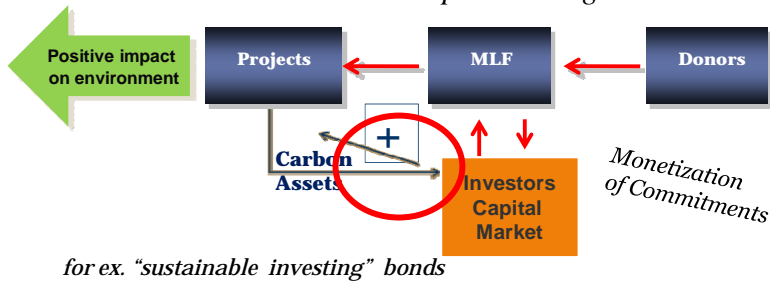 Positive impact
on environment
Projects
MLF
Donors
+
Carbon
Assets
Investors
Capital
Market
Monetization
of Commitments
for ex. “sustainable investing” bonds